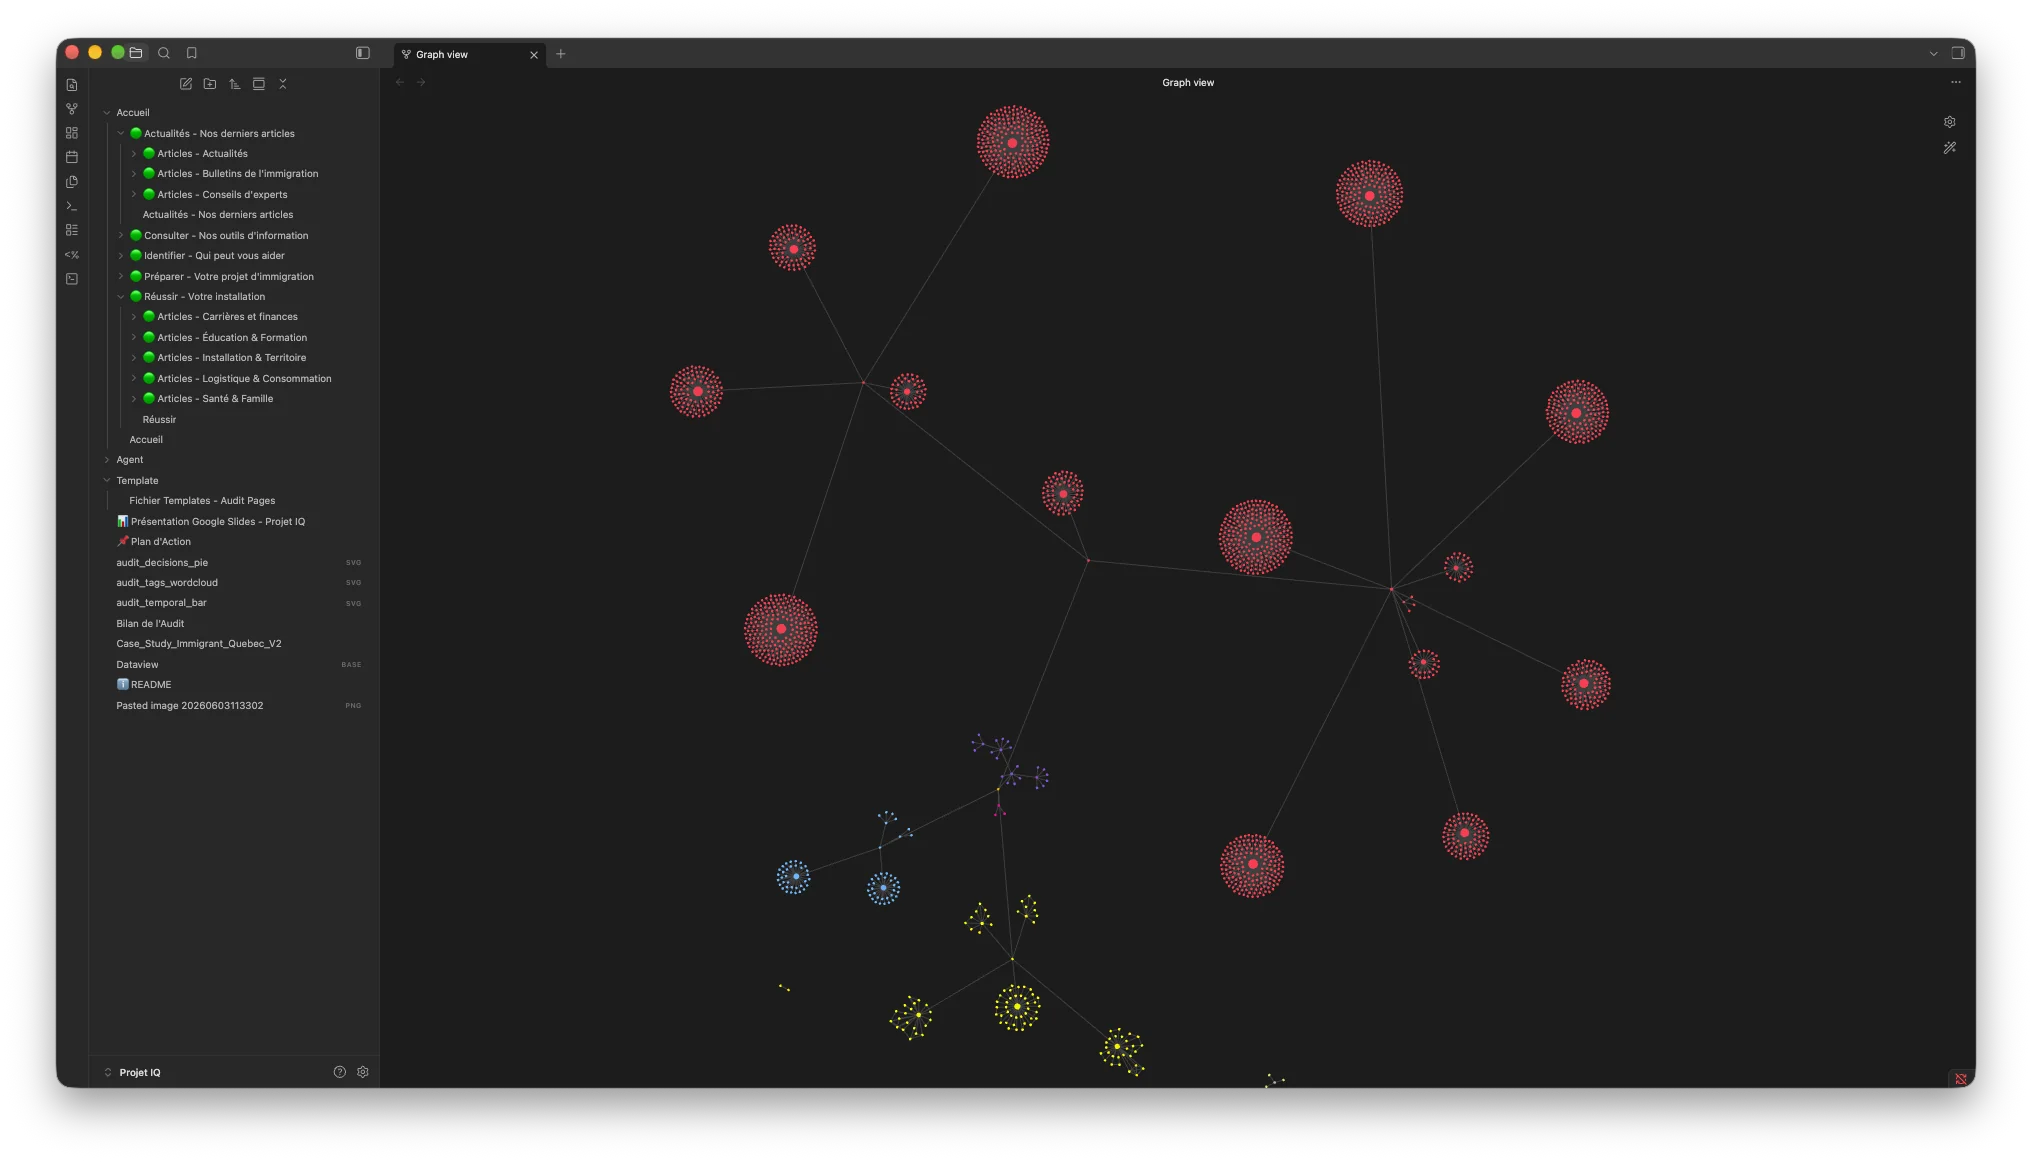 Graph view
Graph view
Accueil
Actualités - Nos derniers articles
Articles - Actualités
Articles - Bulletins de l'immigration
Articles - Conseils d'experts
Actualités - Nos derniers articles
Consulter - Nos outils d'information
Identifier - Qui peut vous aider
Préparer - Votre projet d'immigration
Réussir - Votre installation
Articles - Carrières et finances
Articles - Éducation & Formation
Articles - Installation & Territoire
Articles - Logistique & Consommation
Articles - Santé & Famille
Réussir
Accueil
Agent
Template
Fichier Templates - Audit Pages
Présentation Google Slides - Projet IQ
Plan d'Action
audit_decisions_pie SVG
audit_tags_wordcloud SVG
audit_temporal_bar SVG
Bilan de l'Audit
Case_Study_Immigrant_Quebec_V2
Dataview BASE
README
Pasted image 20260603113302 PNG
Projet IQ